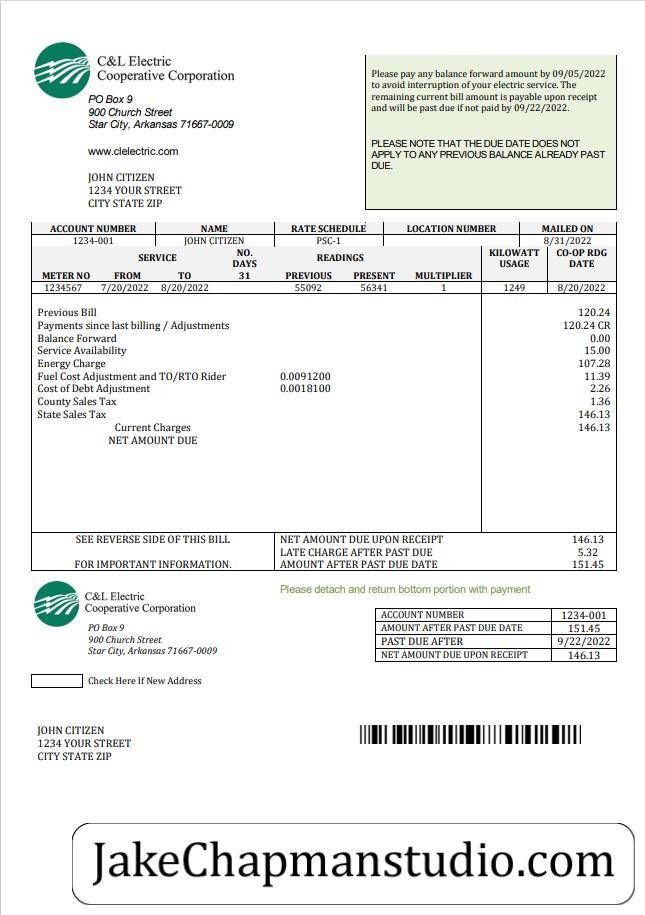 C&L Electric
Cooperative Corporation
PO Box 9
900 Church Street
Star City, Arkansas 71667-0009
www.clelectric.com
JOHN CITIZEN
1234 YOUR STREET
CITY STATE ZIP
Please pay any balance forward amount by 09/05/2022
to avoid interruption of your electric service. The
remaining current bill amount is payable upon receipt
and will be past due if not paid by 09/22/2022.
PLEASE NOTE THAT THE DUE DATE DOES NOT
APPLY TO ANY PREVIOUS BALANCE ALREADY PAST
DUE.
ACCOUNT NUMBER NAME RATE SCHEDULE LOCATION NUMBER MAILED ON
1234-001 JOHN CITIZEN PSC-1 8/31/2022
SERVICE NO. DAYS READINGS KILOWATT USAGE CO-OP RDG DATE
METER NO FROM TO 31 PREVIOUS PRESENT MULTIPLIER
1234567 7/20/2022 8/20/2022 55092 56341 1 1249 8/20/2022
Previous Bill 120.24
Payments since last billing / Adjustments 120.24 CR
Balance Forward 0.00
Service Availability 15.00
Energy Charge 107.28
Fuel Cost Adjustment and TO/RTO Rider 0.0091200 11.39
Cost of Debt Adjustment 0.0018100 2.26
County Sales Tax 1.36
State Sales Tax 146.13
Current Charges 146.13
NET AMOUNT DUE
SEE REVERSE SIDE OF THIS BILL NET AMOUNT DUE UPON RECEIPT 146.13
LATE CHARGE AFTER PAST DUE 5.32
FOR IMPORTANT INFORMATION. AMOUNT AFTER PAST DUE DATE 151.45
Please detach and return bottom portion with payment
C&L Electric
Cooperative Corporation
PO Box 9
900 Church Street
Star City, Arkansas 71667-0009
ACCOUNT NUMBER 1234-001
AMOUNT AFTER PAST DUE DATE 151.45
PAST DUE AFTER 9/22/2022
NET AMOUNT DUE UPON RECEIPT 146.13
Check Here If New Address
JOHN CITIZEN
1234 YOUR STREET
CITY STATE ZIP
JakeChapmanstudio.com